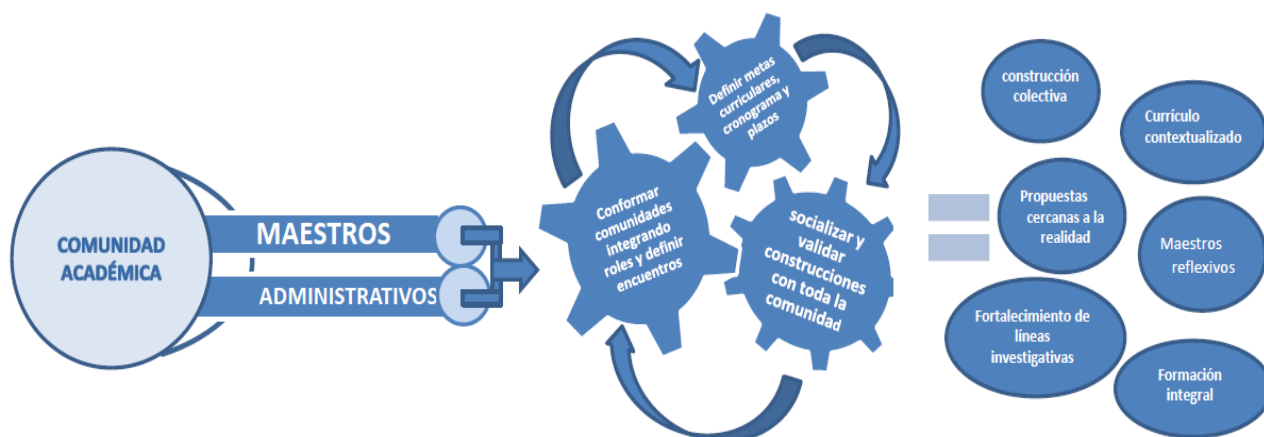 COMUNIDAD
ACADÉMICA
MAESTROS
ADMINISTRATIVOS
Conformar
comunidades
integrando
roles y definir
encuentros
Definir metas
curriculares,
cronograma y
plazos
socializar y
validar
construcciones
con toda la
comunidad
construcción
colectiva
Currículo
contextualizado
Propuestas
cercanas a la
realidad
Maestros
reflexivos
Fortalecimiento de
líneas
investigativas
Formación
integral